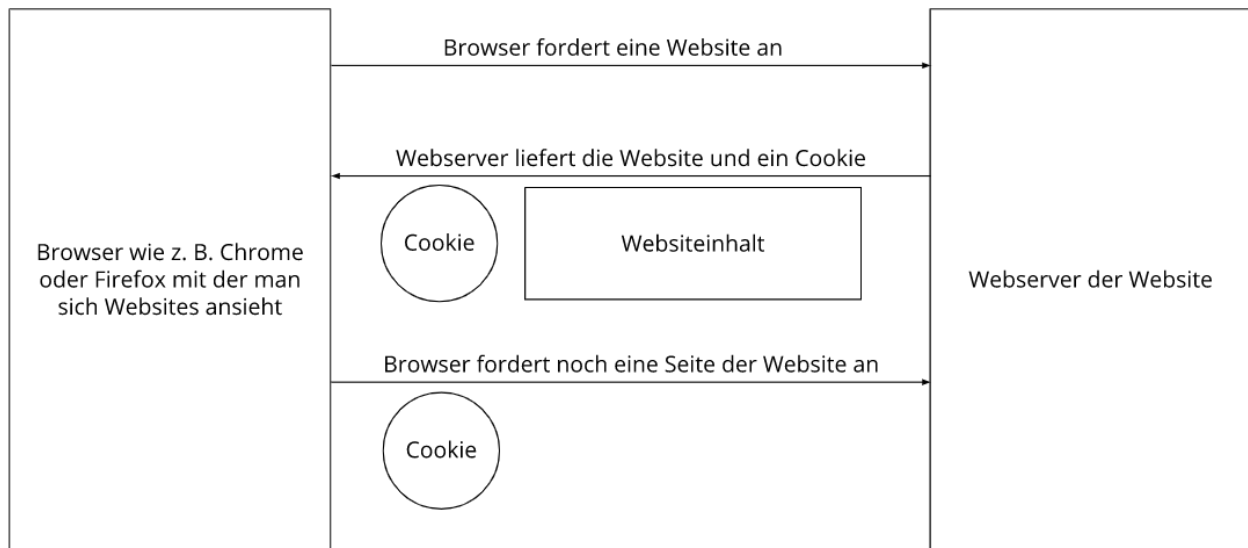 Browser fordert eine Website an
Webserver liefert die Website und ein Cookie
Cookie
Websiteinhalt
Browser wie z. B. Chrome
oder Firefox mit der man
sich Websites ansieht
Webserver der Website
Browser fordert noch eine Seite der Website an
Cookie